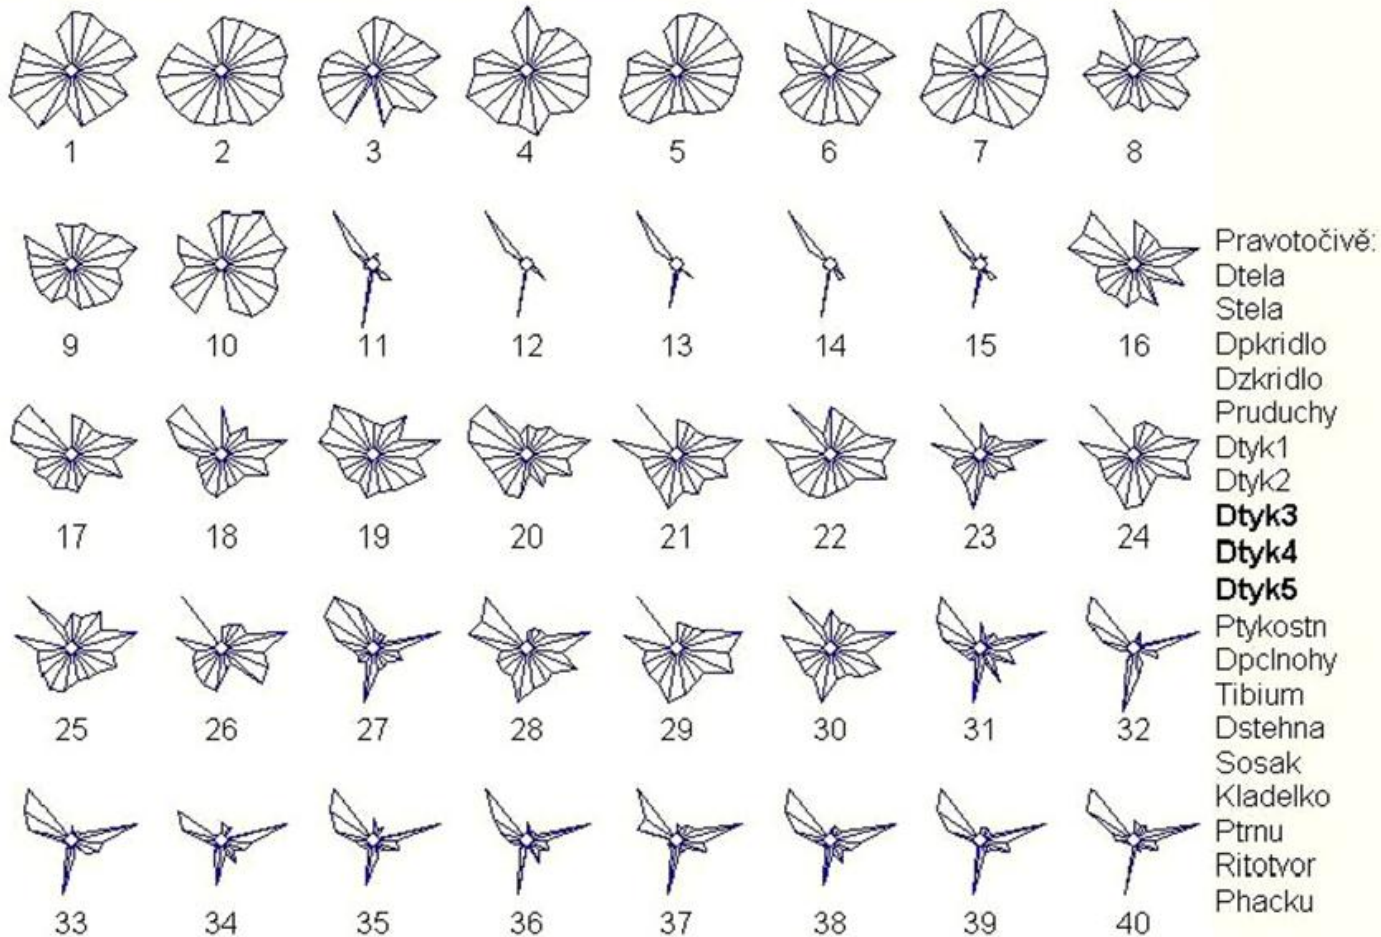 1 2 3 4 5 6 7 8
9 10 11 12 13 14 15 16
17 18 19 20 21 22 23 24
25 26 27 28 29 30 31 32
33 34 35 36 37 38 39 40
Pravotočivě:
Dtela
Stela
Dpkridlo
Dzkridlo
Pruduchy
Dtyk1
Dtyk2
Dtyk3
Dtyk4
Dtyk5
Ptykostn
Dpclnohy
Tibium
Dstehna
Sosak
Kladelko
Ptrnu
Ritotvor
Phacku